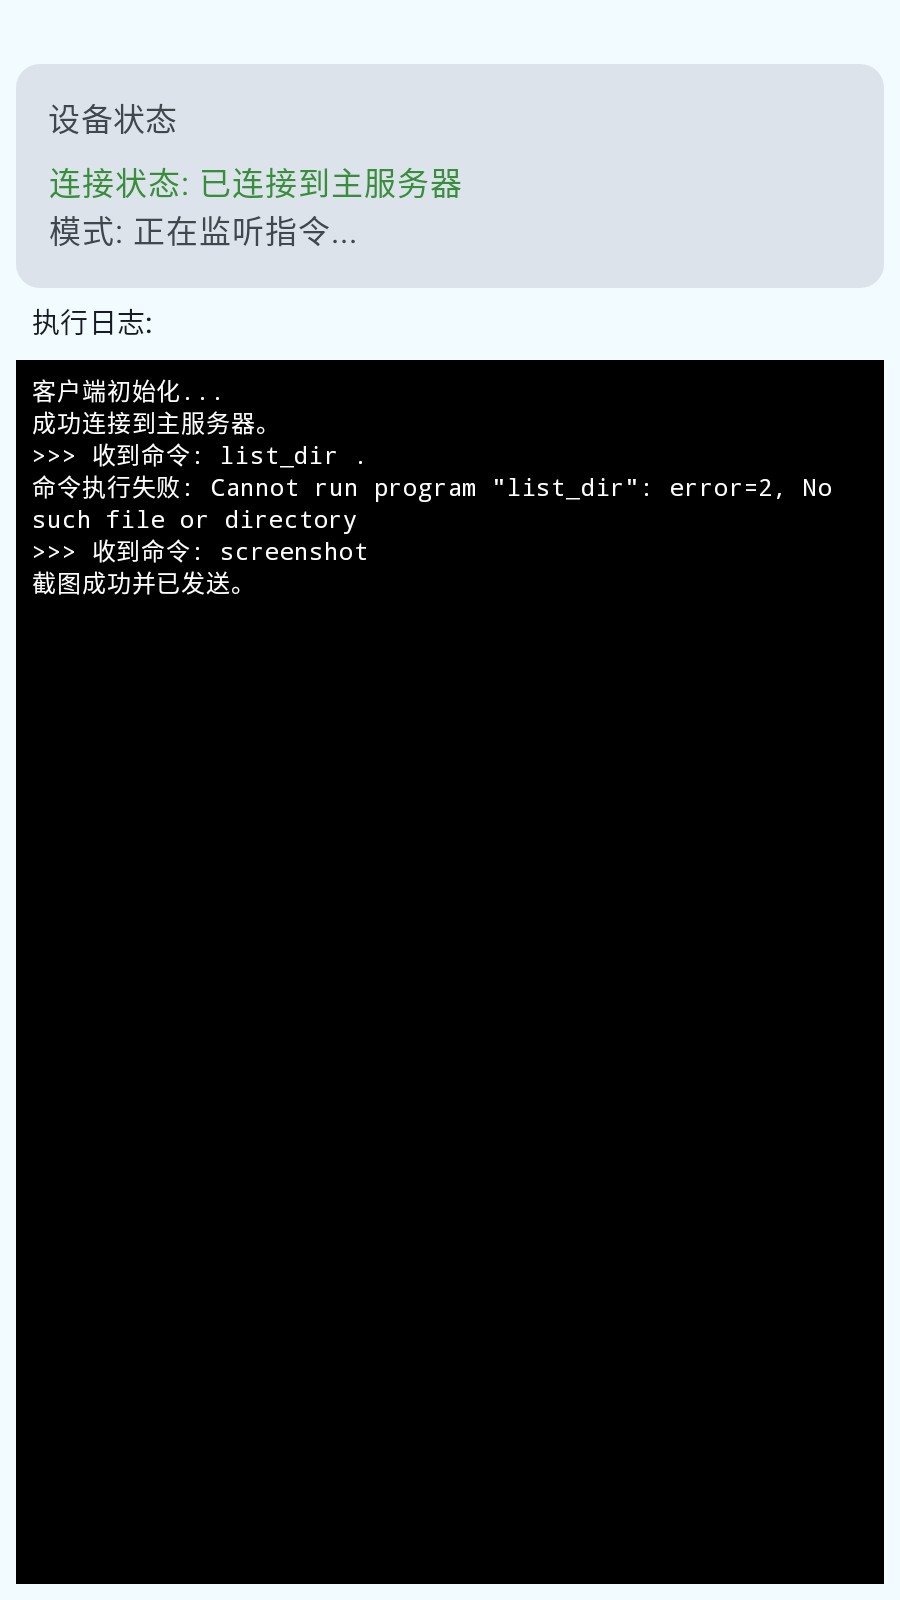 设备状态
连接状态: 已连接到主服务器
模式: 正在监听指令...
执行日志:
客户端初始化...
成功连接到主服务器。
>>> 收到命令: list_dir .
命令执行失败: Cannot run program "list_dir": error=2, No
such file or directory
>>> 收到命令: screenshot
截图成功并已发送。